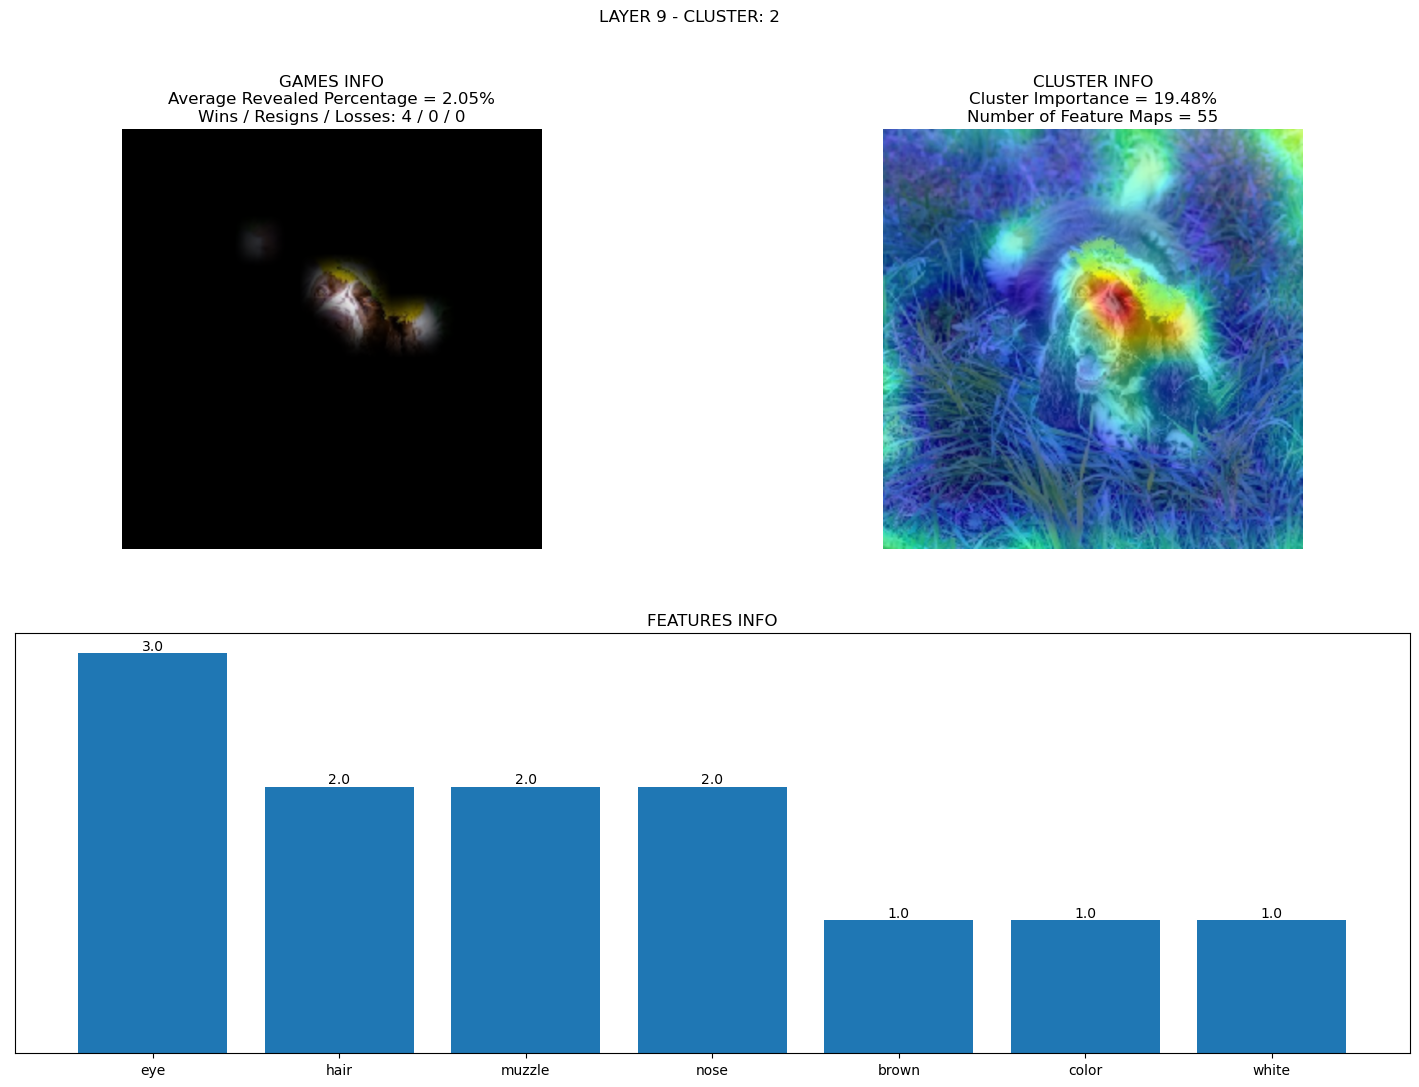 LAYER 9 - CLUSTER: 2
GAMES INFO
Average Revealed Percentage = 2.05%
Wins / Resigns / Losses: 4 / 0 / 0
CLUSTER INFO
Cluster Importance = 19.48%
Number of Feature Maps = 55
FEATURES INFO
3.0
2.0
2.0
2.0
1.0
1.0
1.0
eye
hair
muzzle
nose
brown
color
white